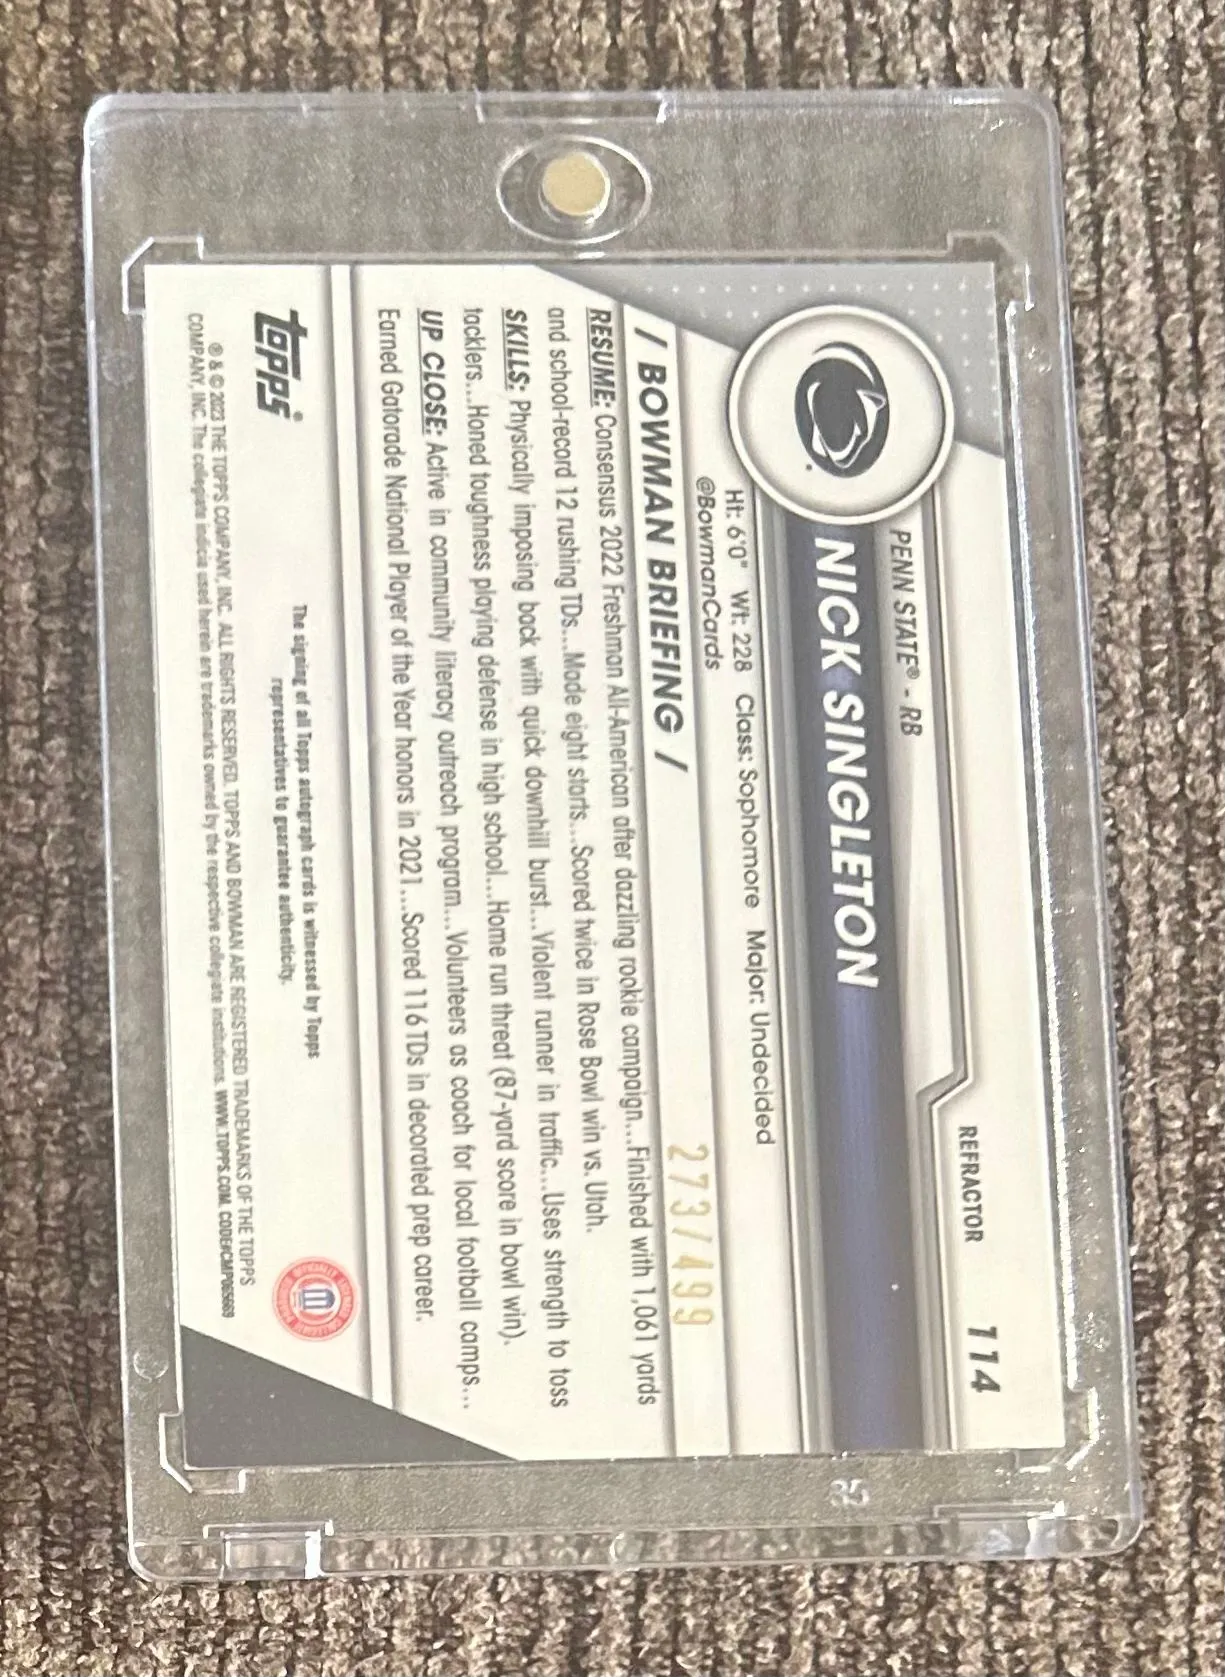 REFRACTOR 114
PENN STATE® - RB
NICK SINGLETON
Ht: 6'0" Wt: 228 Class: Sophomore Major: Undecided
@BowmanCards
/ BOWMAN BRIEFING /
273/499
RESUME: Consensus 2022 Freshman All-American after dazzling rookie campaign...Finished with 1,061 yards
and school-record 12 rushing TDs...Made eight starts...Scored twice in Rose Bowl win vs. Utah.
SKILLS: Physically imposing back with quick downhill burst...Violent runner in traffic...Uses strength to toss
tacklers...Honed toughness playing defense in high school...Home run threat (87-yard score in bowl win).
UP CLOSE: Active in community literacy outreach program...Volunteers as coach for local football camps...
Earned Gatorade National Player of the Year honors in 2021...Scored 116 TDs in decorated prep career.
topps®
The signing of all Topps autograph cards is witnessed by Topps
representatives to guarantee authenticity.
® & © 2023 THE TOPPS COMPANY, INC. ALL RIGHTS RESERVED. TOPPS AND BOWMAN ARE REGISTERED TRADEMARKS OF THE TOPPS
COMPANY, INC. The collegiate indicia used herein are trademarks owned by the respective collegiate institutions. WWW.TOPPS.COM. CODE#CMP065669
35